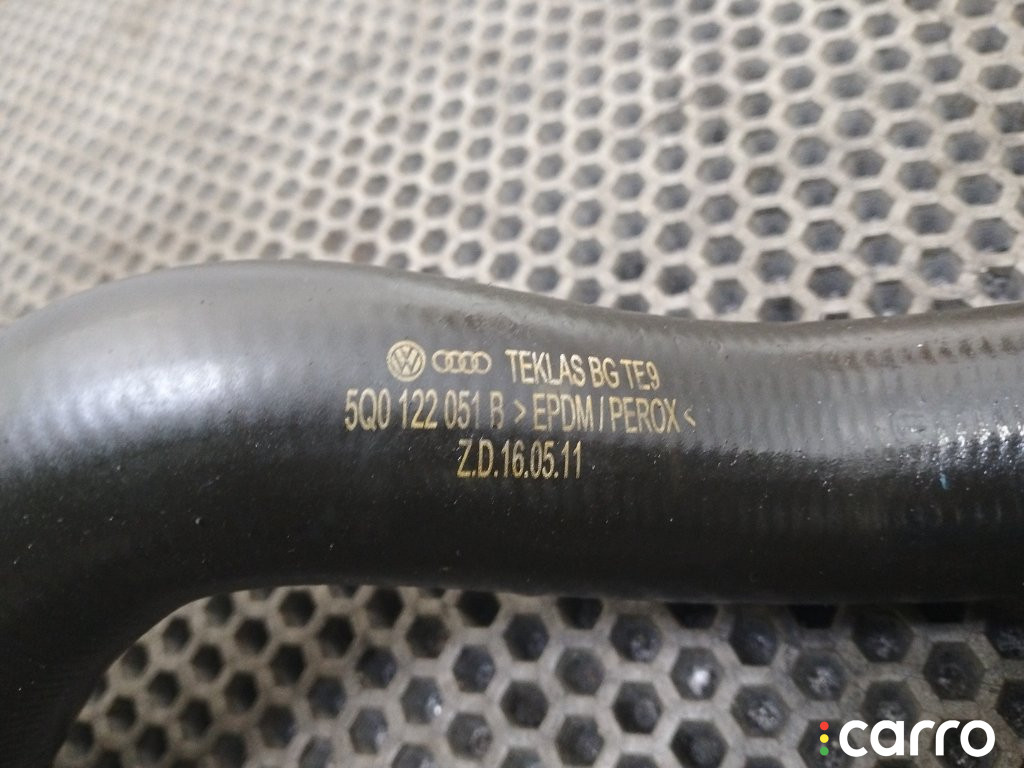 TEKLAS BG TE9
5Q0 122 051 B > EPDM / PEROX <
Z.D.16.05.11
carro